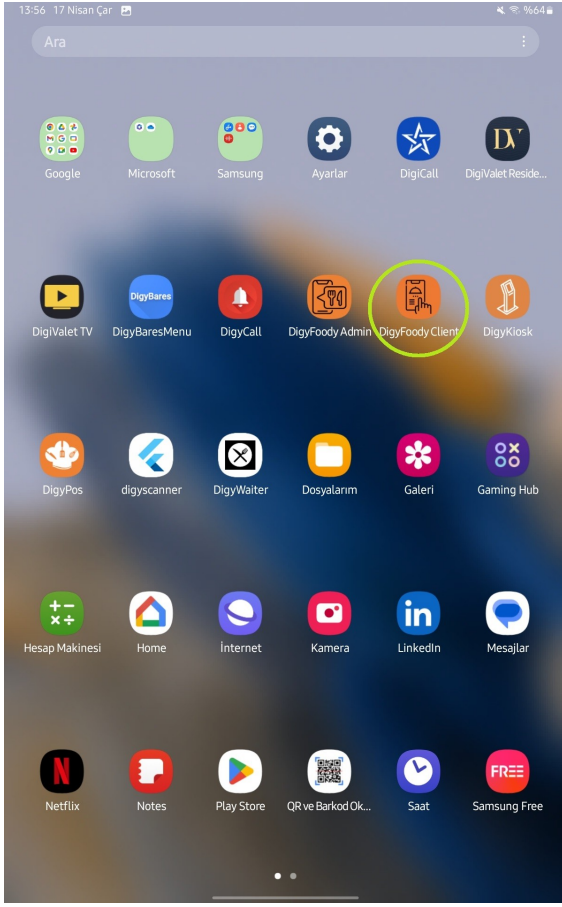 13:56 17 Nisan Çar %64
Ara
Google Microsoft Samsung Ayarlar DigiCall DigiValet Reside...
DigyBares
DigiValet TV DigyBaresMenu DigyCall DigyFoody Admin DigyFoody Client DigyKiosk
DigyPos digyscanner DigyWaiter Dosyalarım Galeri Gaming Hub
in
Hesap Makinesi Home İnternet Kamera LinkedIn Mesajlar
N FREE
Netflix Notes Play Store QR ve Barkod Ok... Saat Samsung Free